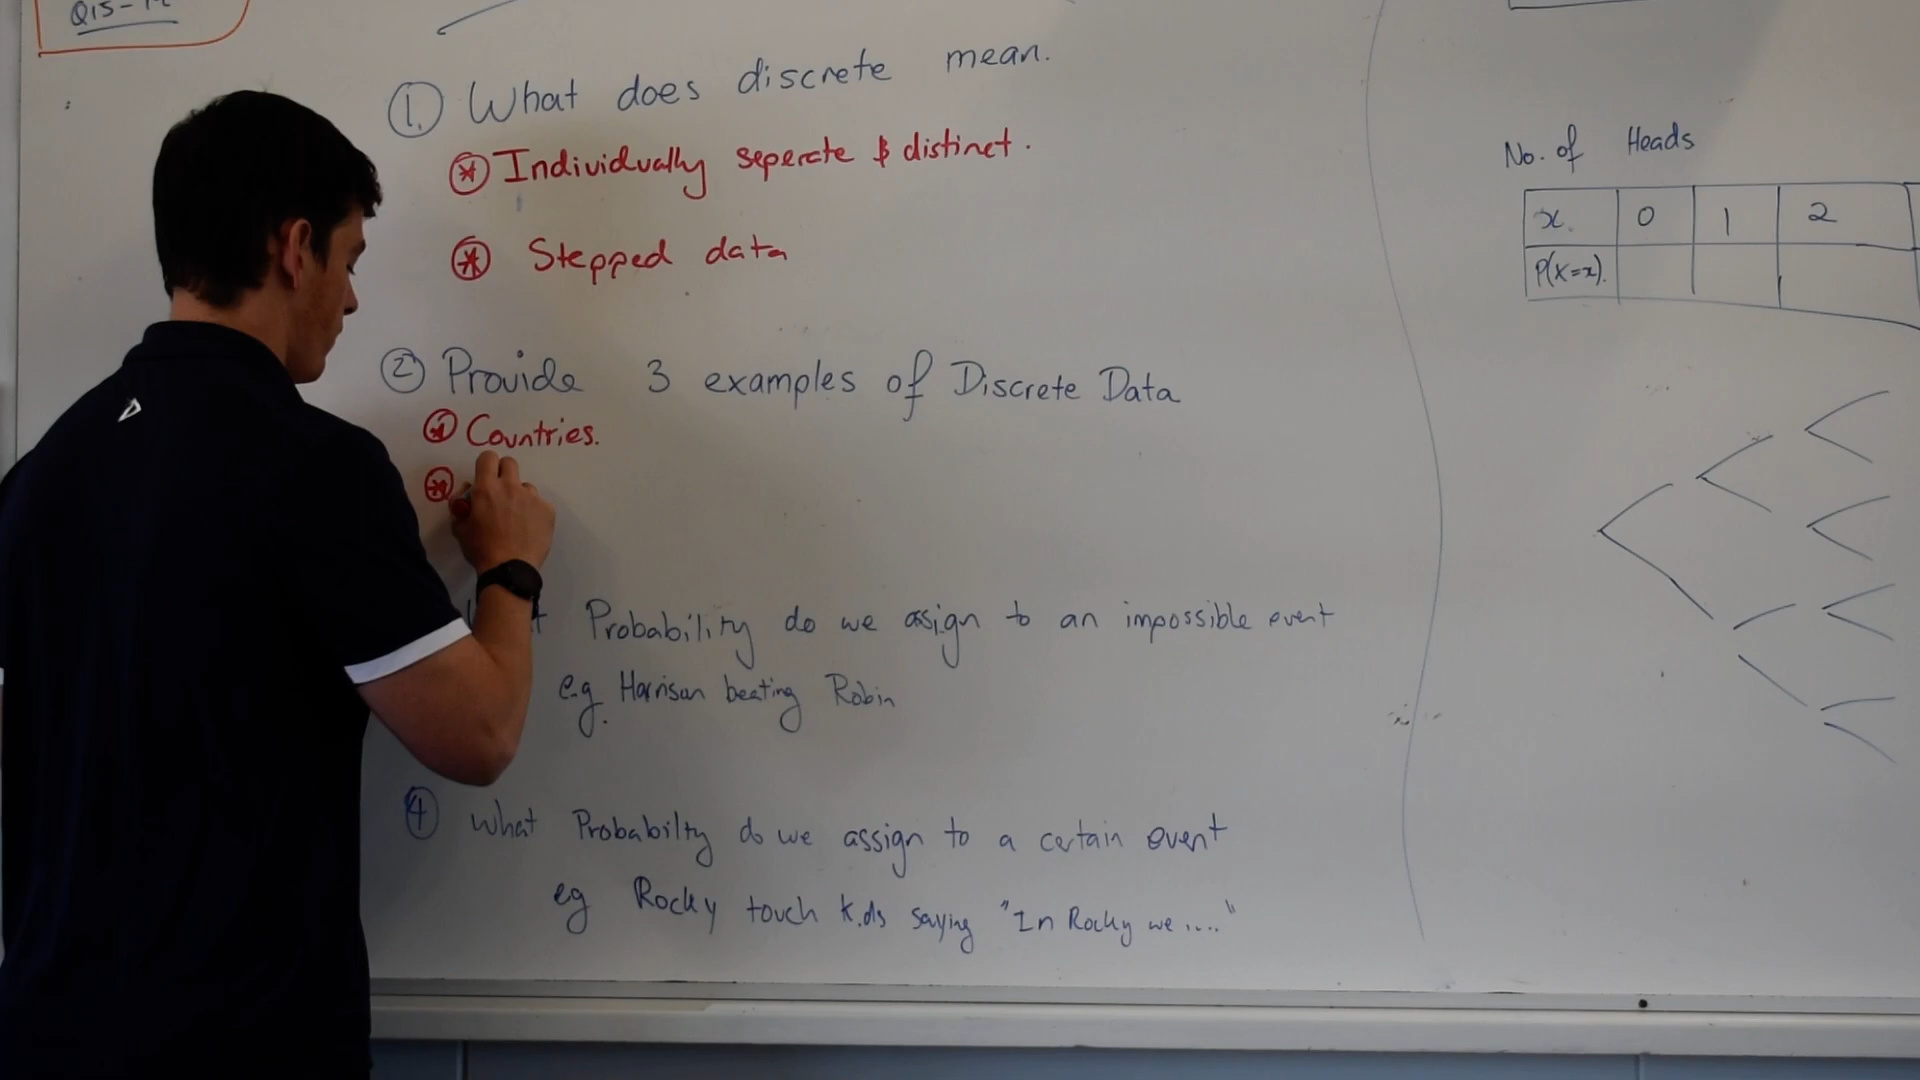 Q15-
① What does discrete mean.
Individually seperate & distinct.
Stepped data
② Provide 3 examples of Discrete Data
Countries.
Probability do we assign to an impossible event
e.g. Harrison beating Robin
④ What Probabilty do we assign to a certain event
eg Rocky touch kids saying "In Rocky we ...."
No. of Heads
x 0 1 2
P(X=x).